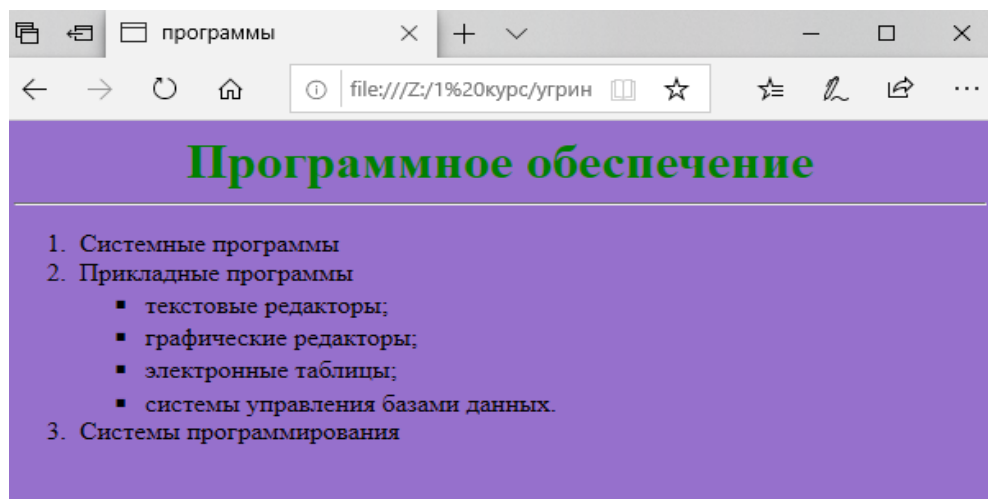 программы
file:///Z:/1%20курс/угрин
Программное обеспечение
1. Системные программы
2. Прикладные программы
▪ текстовые редакторы;
▪ графические редакторы;
▪ электронные таблицы;
▪ системы управления базами данных.
3. Системы программирования